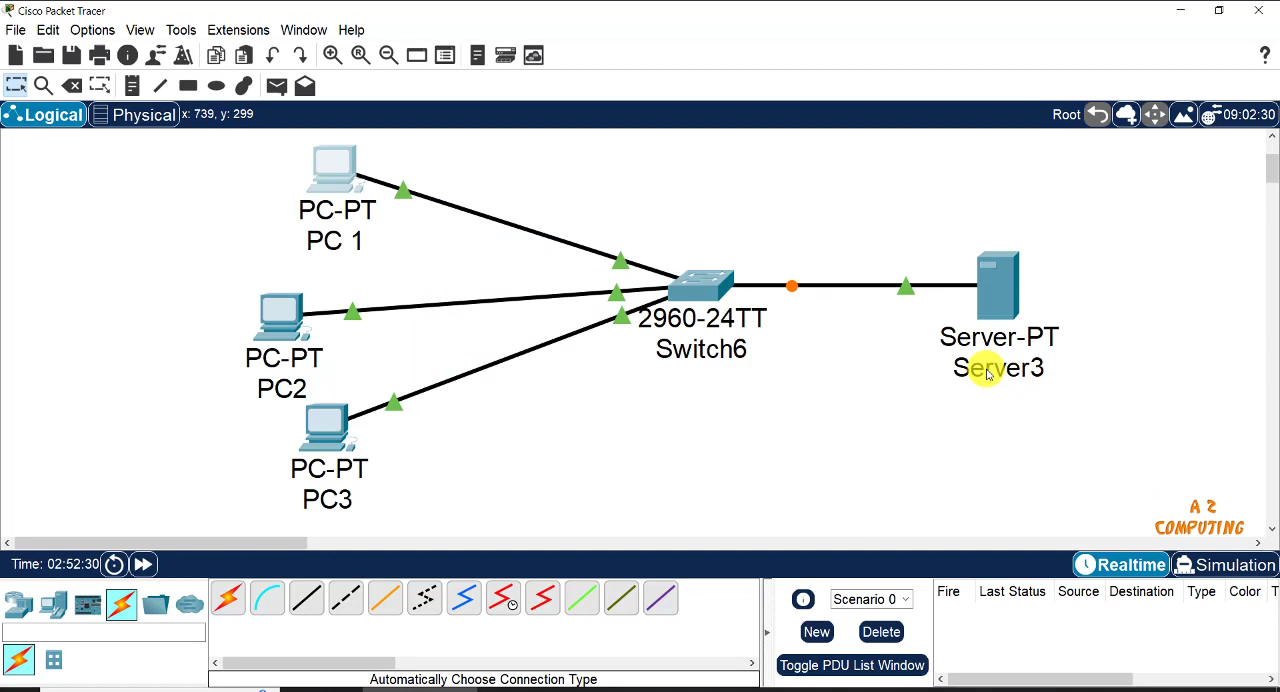 Cisco Packet Tracer
File Edit Options View Tools Extensions Window Help
Logical Physical x: 739, y: 299 Root 09:02:30
PC-PT
PC 1
PC-PT
PC2
PC-PT
PC3
2960-24TT
Switch6
Server-PT
Server3
A Z
COMPUTING
Time: 02:52:30 Realtime Simulation
Scenario 0
New Delete
Toggle PDU List Window
Fire Last Status Source Destination Type Color T
Automatically Choose Connection Type